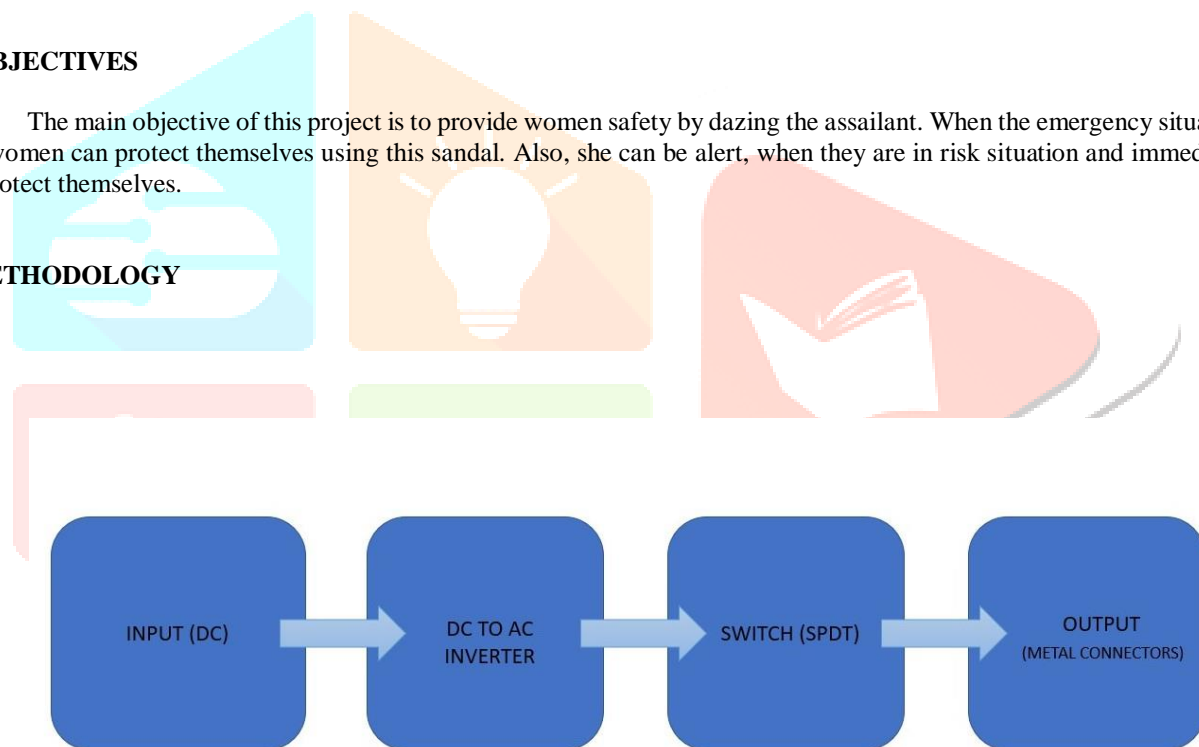 BJECTIVES
The main objective of this project is to provide women safety by dazing the assailant. When the emergency situa
women can protect themselves using this sandal. Also, she can be alert, when they are in risk situation and immed
rotect themselves.
ETHODOLOGY
INPUT (DC)
DC TO AC
INVERTER
SWITCH (SPDT)
OUTPUT
(METAL CONNECTORS)